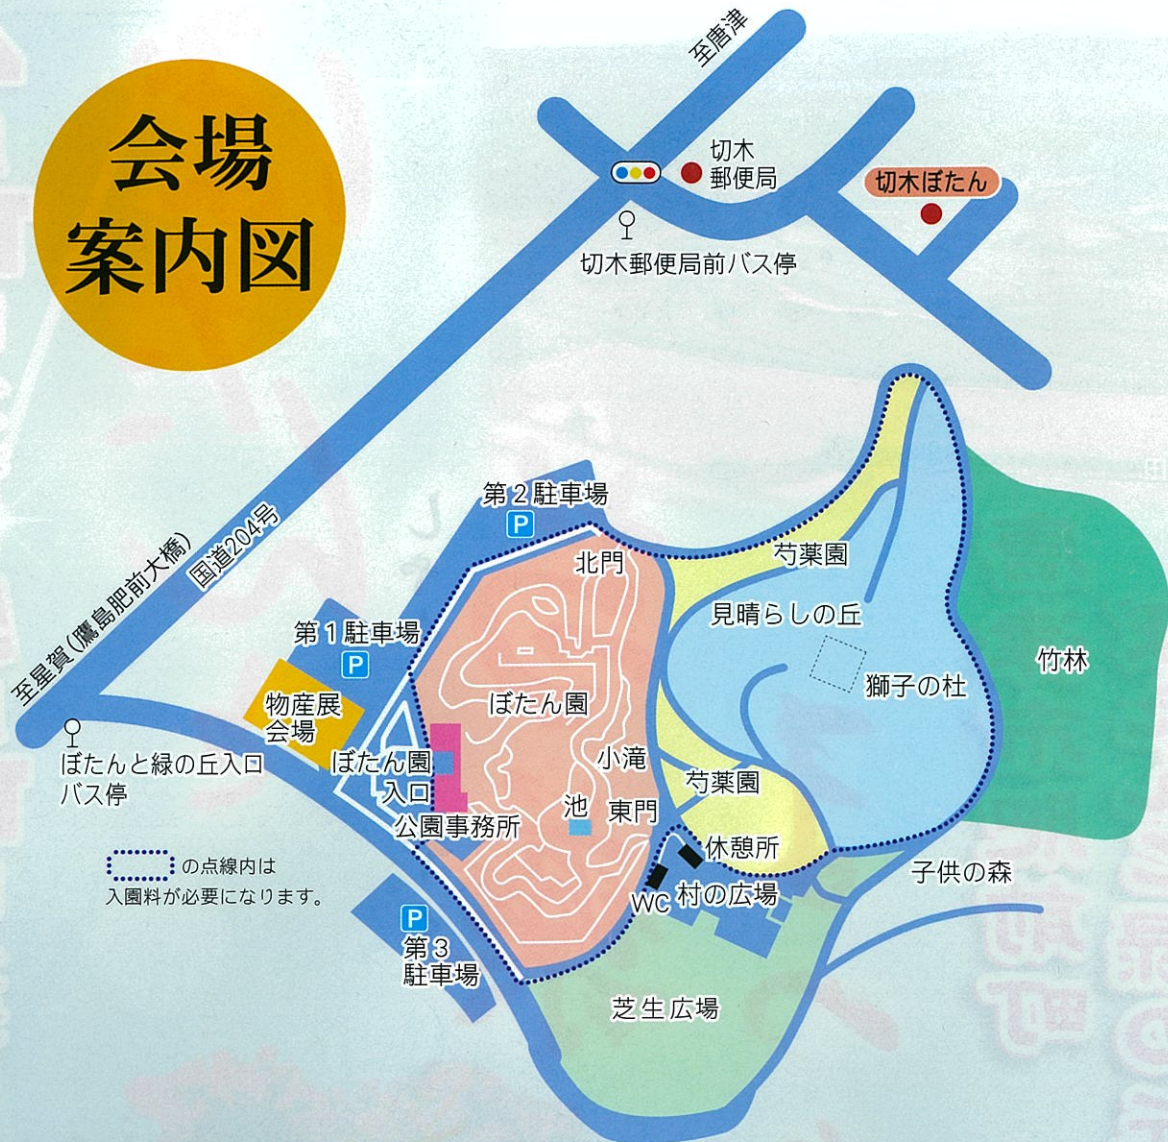 会場
案内図
至唐津
切木
郵便局
切木ぼたん
切木郵便局前バス停
国道204号
至星賀(鷹島肥前大橋)
第2駐車場
P
北門
芍薬園
見晴らしの丘
獅子の杜
竹林
第1駐車場
P
物産展
会場
ぼたん園
ぼたんと緑の丘入口
バス停
ぼたん園
入口
小滝
芍薬園
池
東門
公園事務所
休憩所
の点線内は
入園料が必要になります。
WC
村の広場
子供の森
P
第3
駐車場
芝生広場